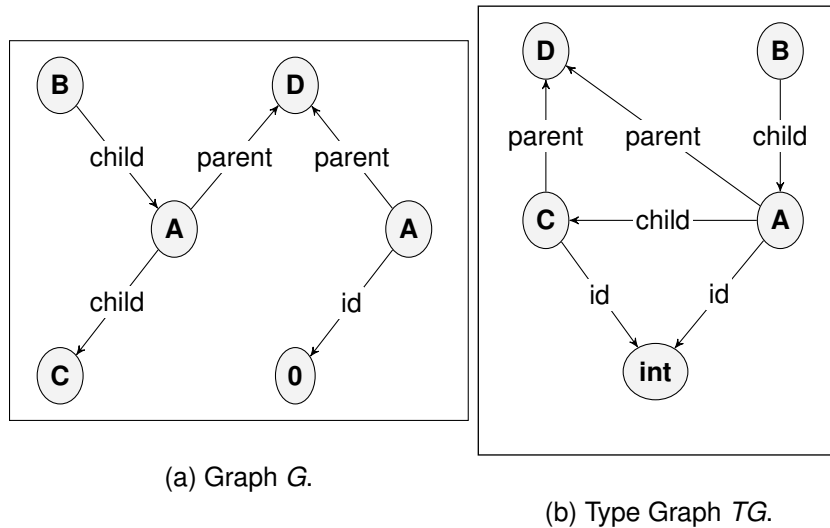 B
D
child
parent
parent
A
A
child
id
C
0
(a) Graph G.
D
B
parent
parent
child
C
child
A
id
id
int
(b) Type Graph TG.